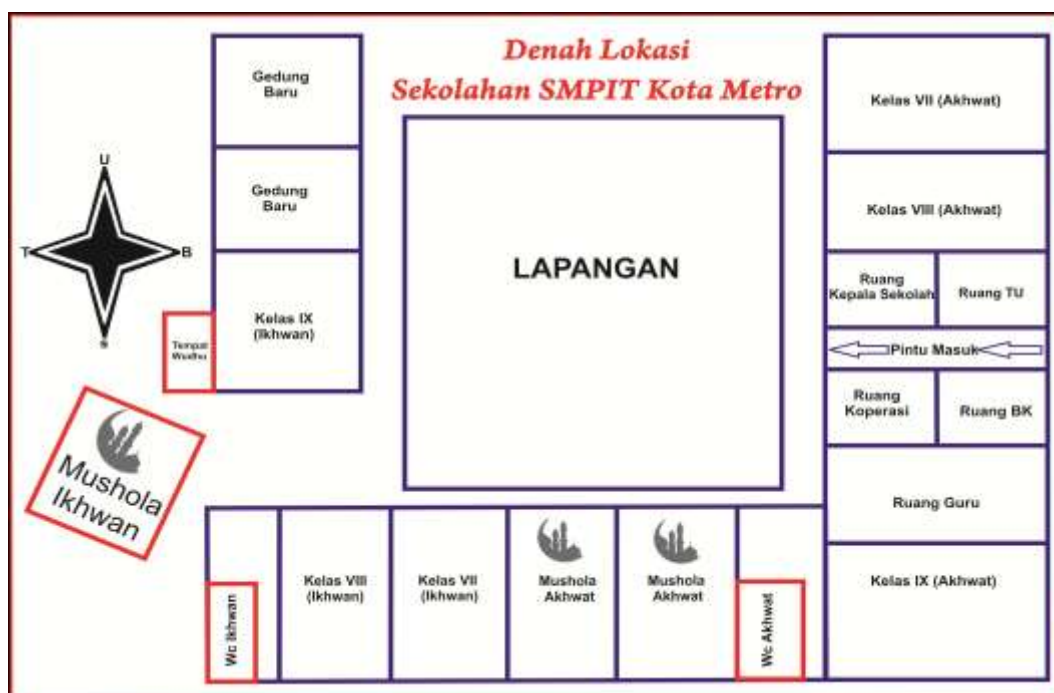 Denah Lokasi
Sekolahan SMPIT Kota Metro
Gedung
Baru
Gedung
Baru
Kelas IX
(Ikhwan)
Tempat
Wudhu
U
T
B
S
Mushola
Ikhwan
LAPANGAN
Kelas VII (Akhwat)
Kelas VIII (Akhwat)
Ruang
Kepala Sekolah
Ruang TU
Pintu Masuk
Ruang
Koperasi
Ruang BK
Ruang Guru
Kelas IX (Akhwat)
Wc Ikhwan
Kelas VIII
(Ikhwan)
Kelas VII
(Ikhwan)
Mushola
Akhwat
Mushola
Akhwat
Wc Akhwat